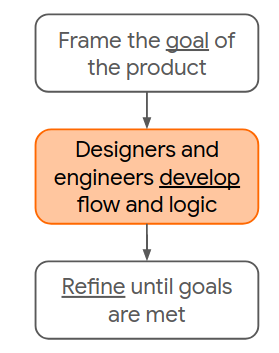 Frame the goal of
the product
Designers and
engineers develop
flow and logic
Refine until goals
are met